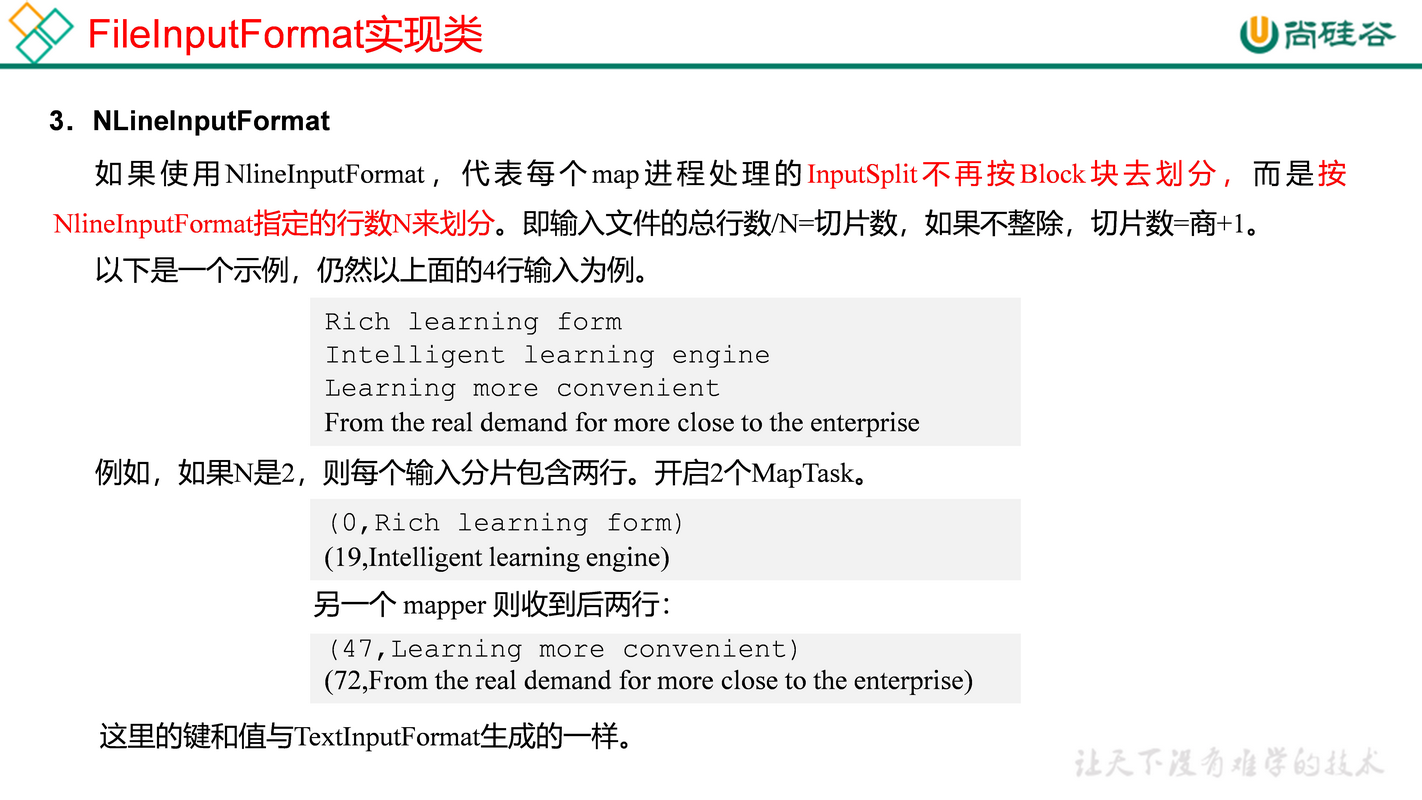 FileInputFormat实现类
尚硅谷
3．NLineInputFormat
如果使用NlineInputFormat，代表每个map进程处理的InputSplit不再按Block块去划分，而是按
NlineInputFormat指定的行数N来划分。即输入文件的总行数/N=切片数，如果不整除，切片数=商+1。
以下是一个示例，仍然以上面的4行输入为例。
Rich learning form
Intelligent learning engine
Learning more convenient
From the real demand for more close to the enterprise
例如，如果N是2，则每个输入分片包含两行。开启2个MapTask。
(0,Rich learning form)
(19,Intelligent learning engine)
另一个 mapper 则收到后两行：
(47,Learning more convenient)
(72,From the real demand for more close to the enterprise)
这里的键和值与TextInputFormat生成的一样。
让天下没有难学的技术